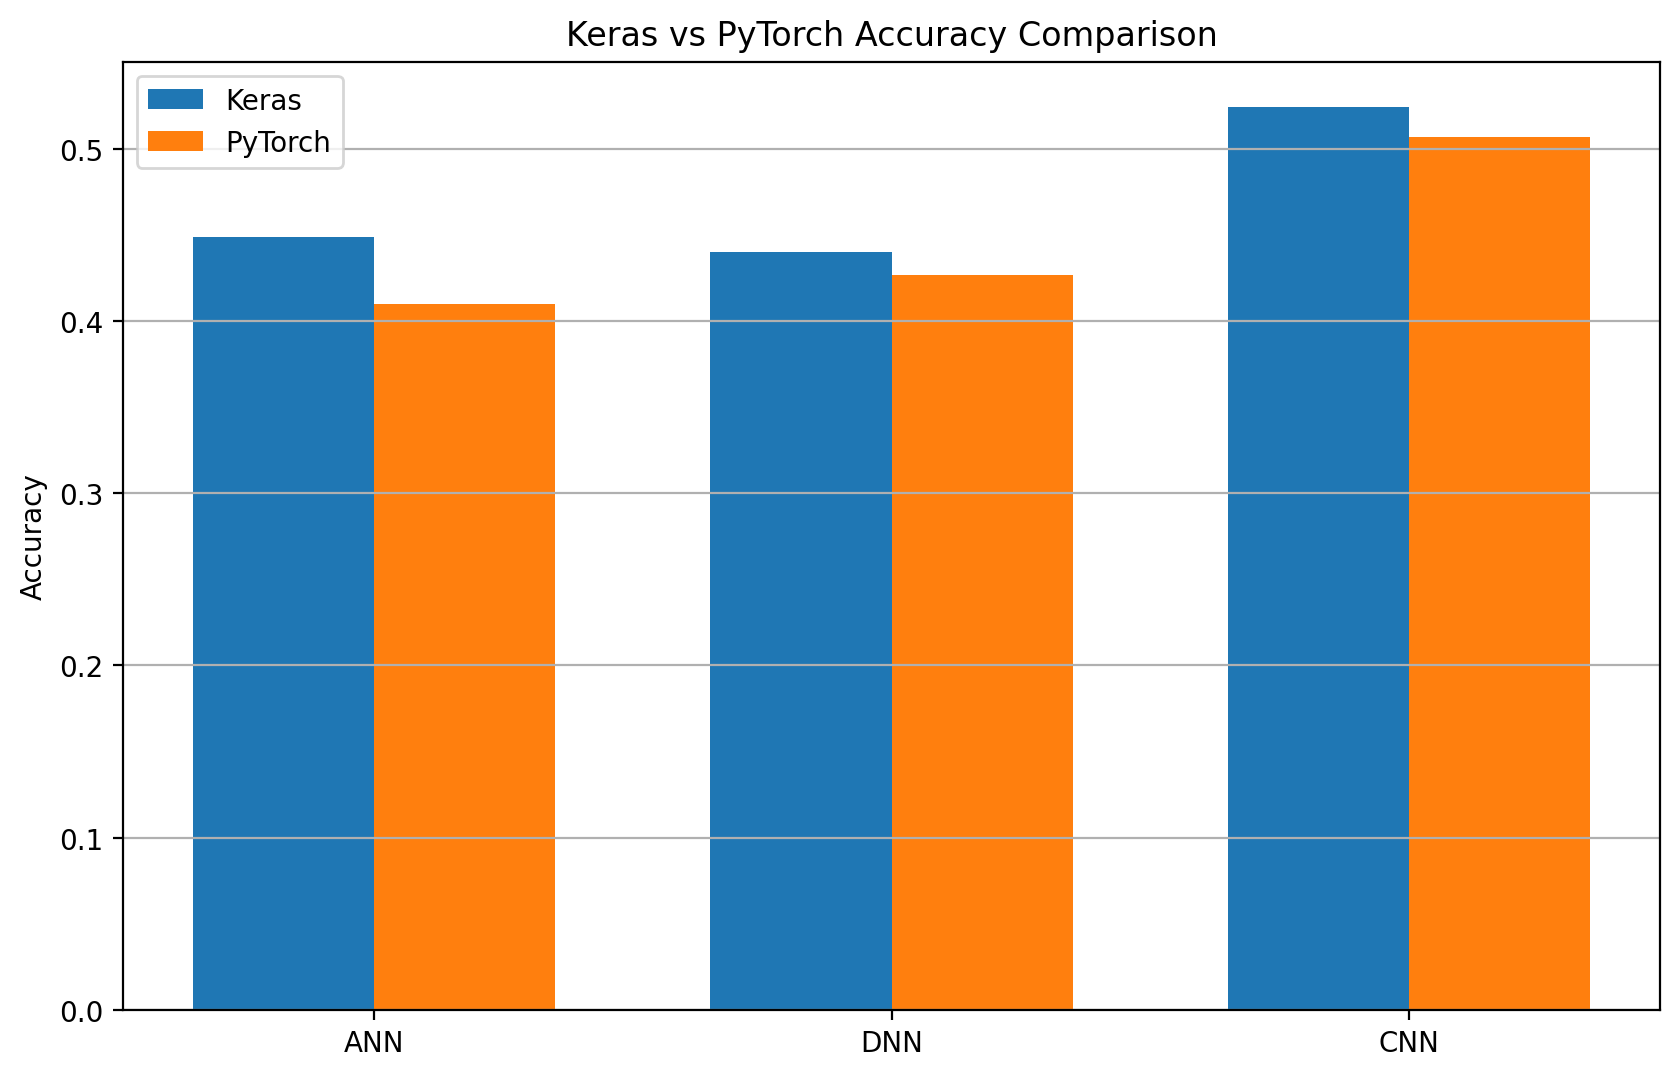 Keras vs PyTorch Accuracy Comparison
Keras
PyTorch
Accuracy
0.5
0.4
0.3
0.2
0.1
0.0
ANN DNN CNN